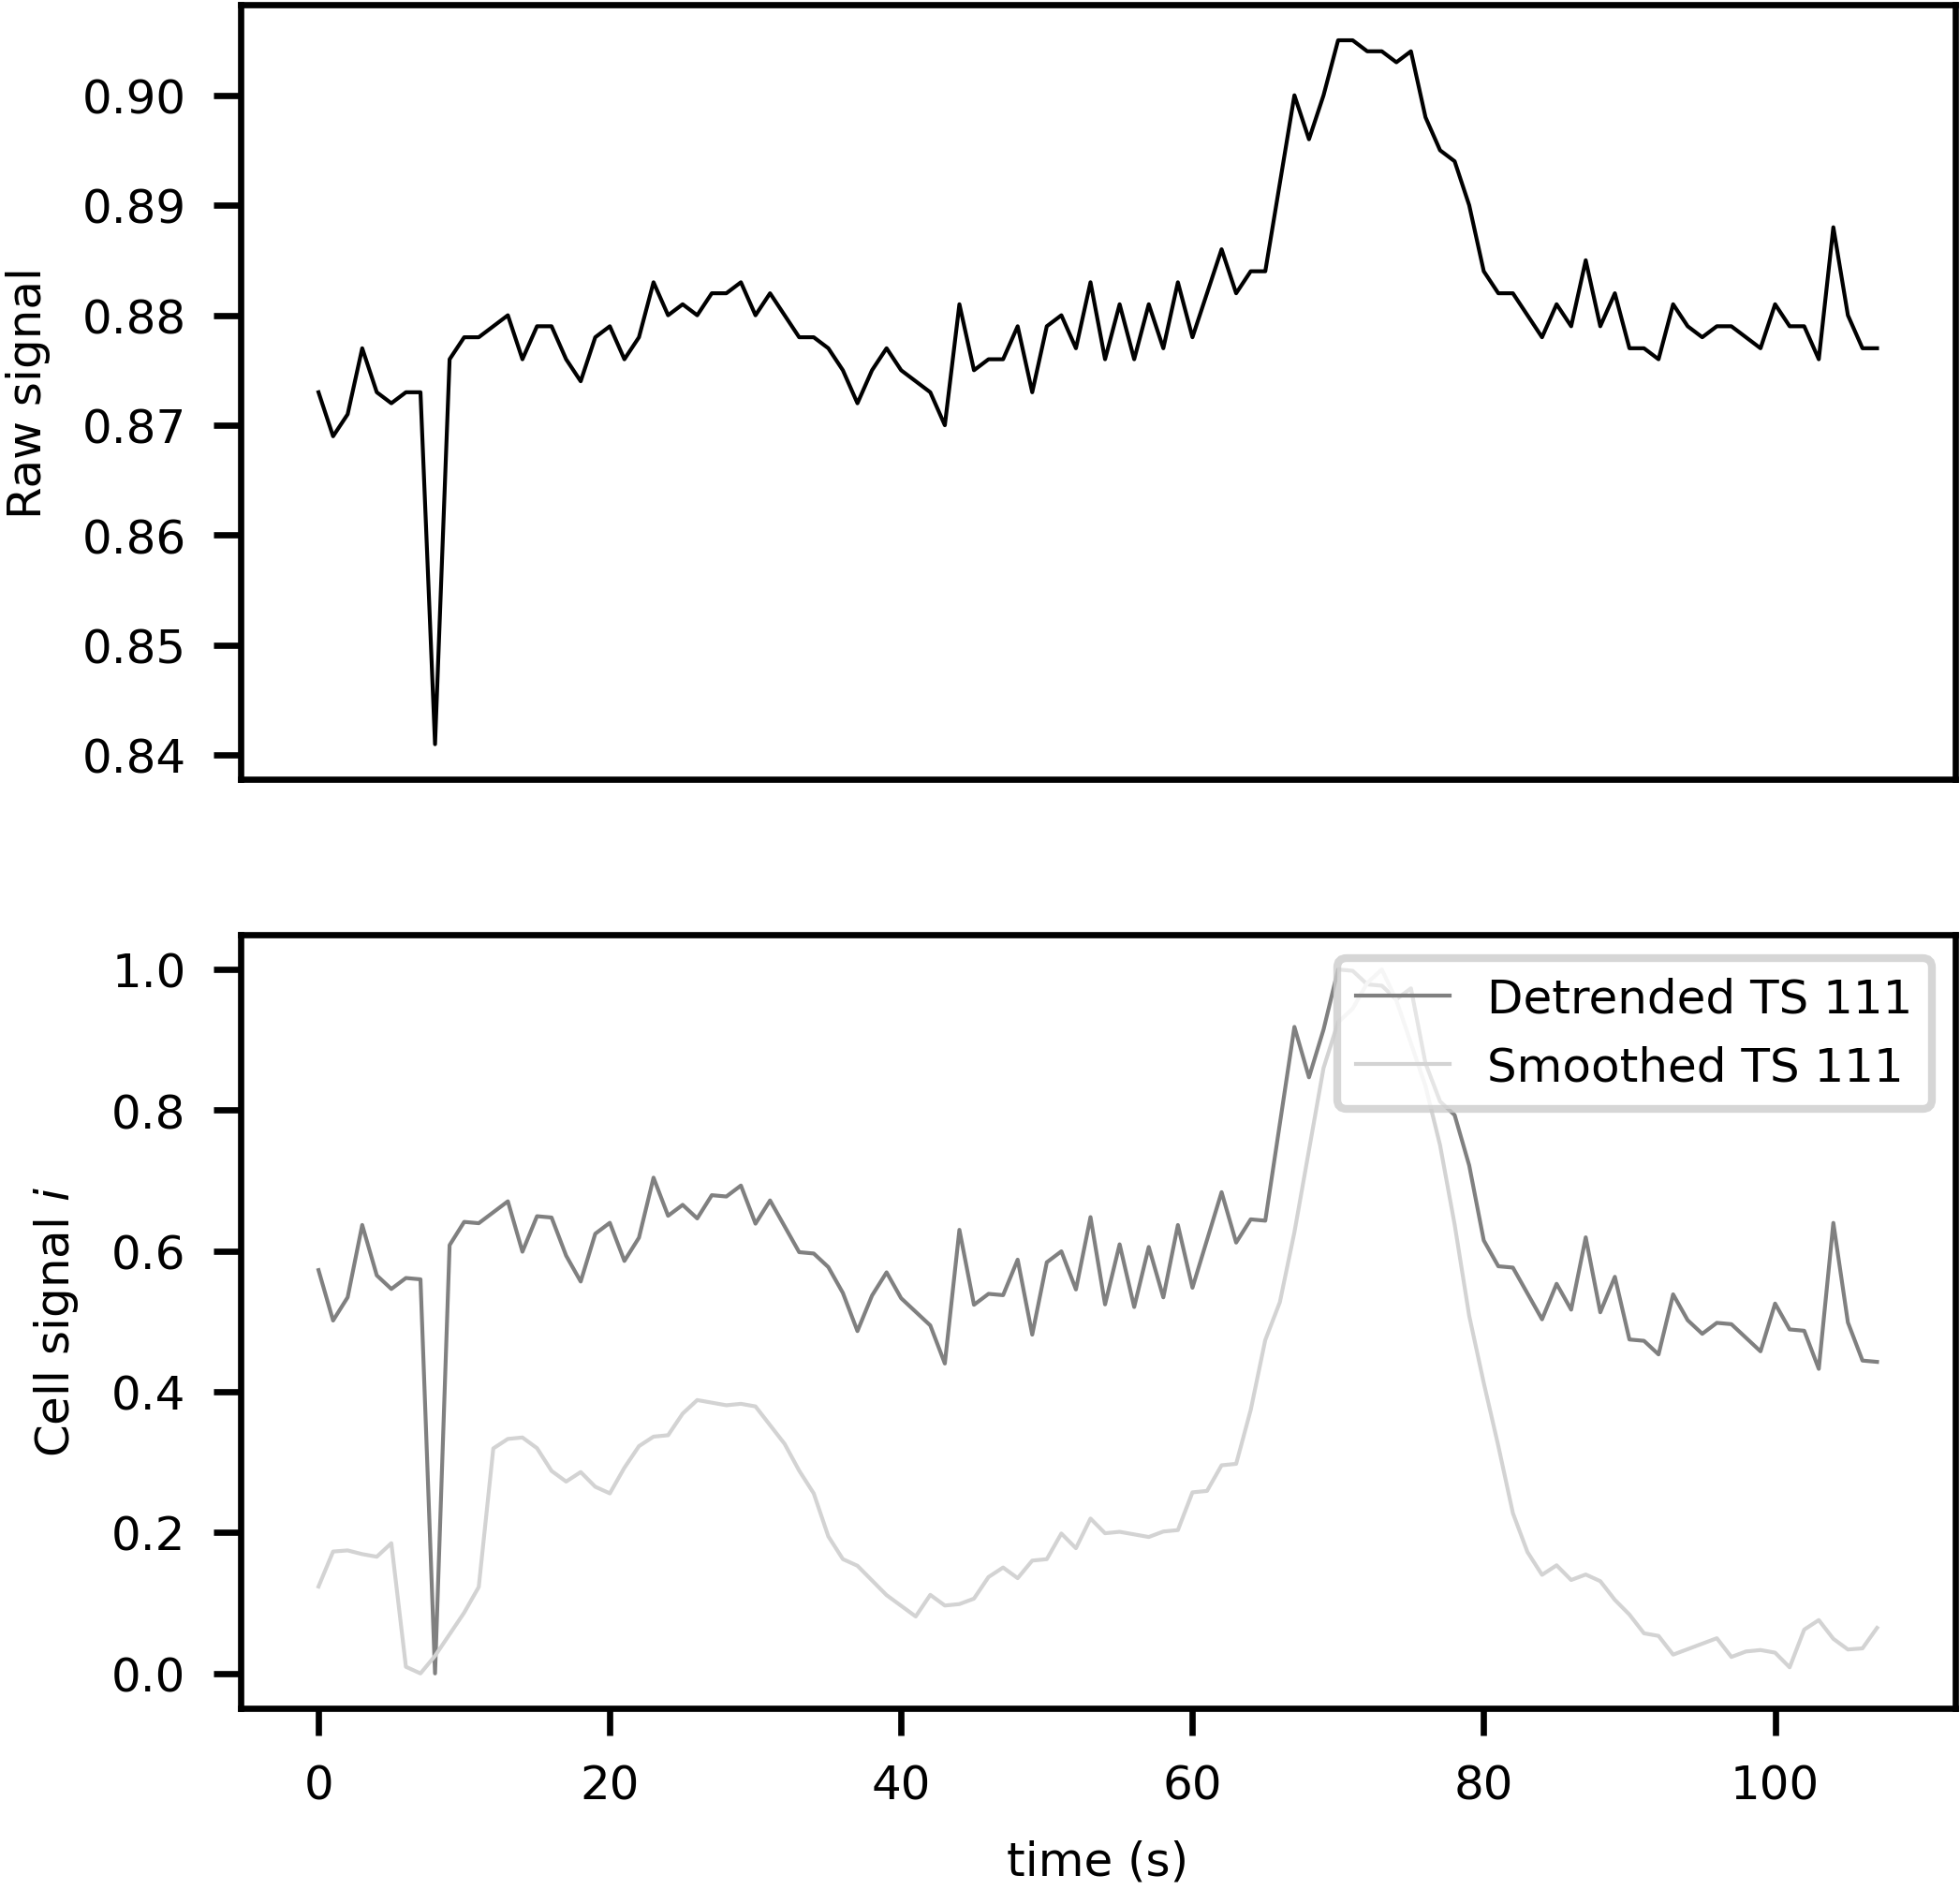 Raw signal
0.90
0.89
0.88
0.87
0.86
0.85
0.84
Cell signal i
1.0
0.8
0.6
0.4
0.2
0.0
Detrended TS 111
Smoothed TS 111
0 20 40 60 80 100
time (s)